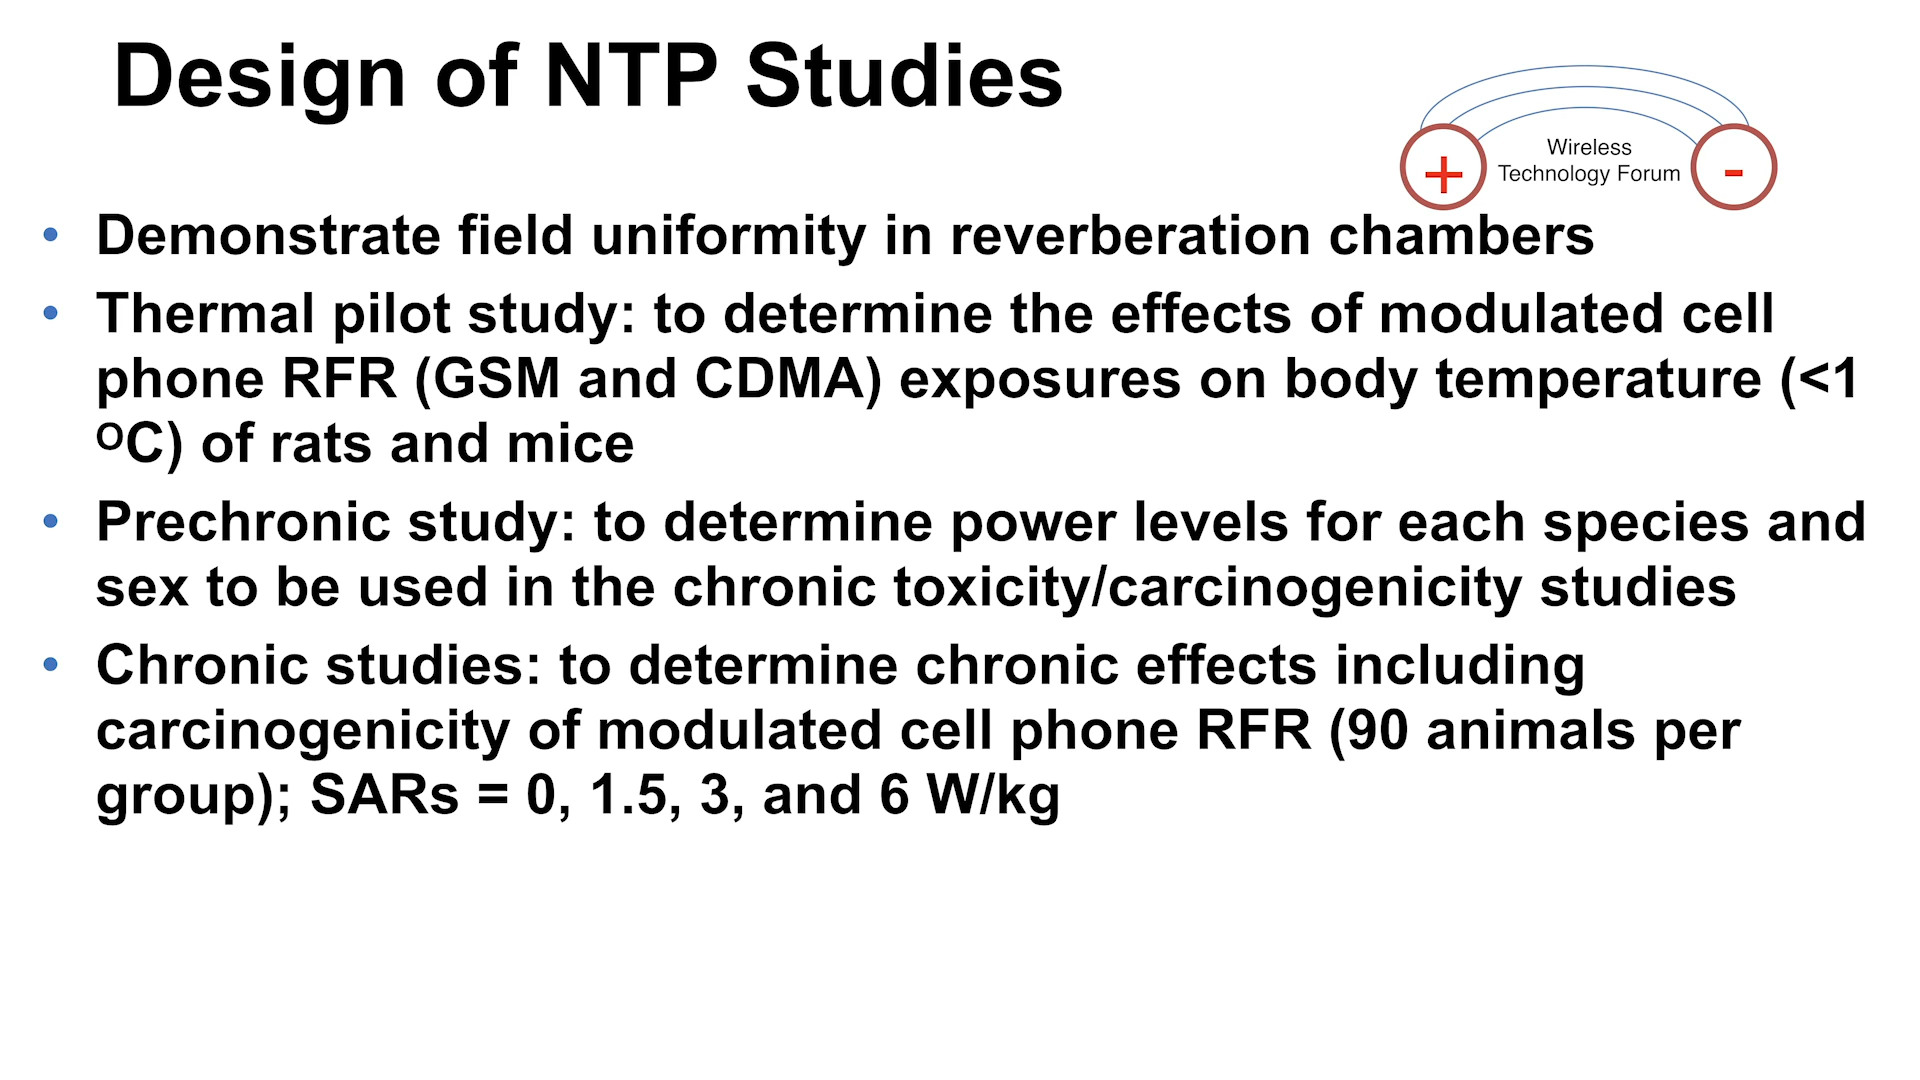 Design of NTP Studies
+
Wireless
Technology Forum
-
• Demonstrate field uniformity in reverberation chambers
• Thermal pilot study: to determine the effects of modulated cell
phone RFR (GSM and CDMA) exposures on body temperature (<1
ᴼC) of rats and mice
• Prechronic study: to determine power levels for each species and
sex to be used in the chronic toxicity/carcinogenicity studies
• Chronic studies: to determine chronic effects including
carcinogenicity of modulated cell phone RFR (90 animals per
group); SARs = 0, 1.5, 3, and 6 W/kg